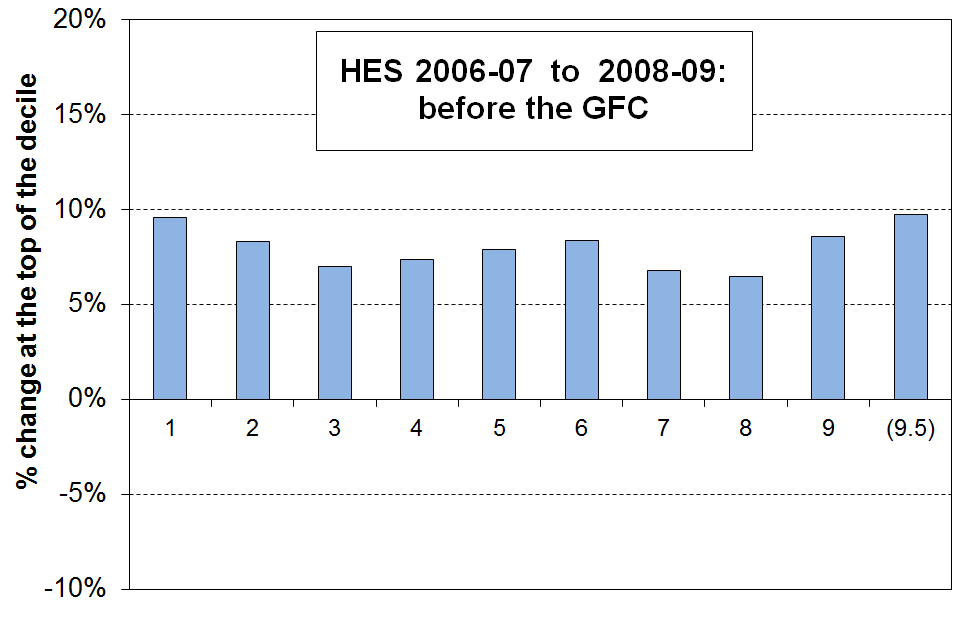 HES 2006-07 to 2008-09:
before the GFC
% change at the top of the decile
20%
15%
10%
5%
0%
-5%
-10%
1 2 3 4 5 6 7 8 9 (9.5)